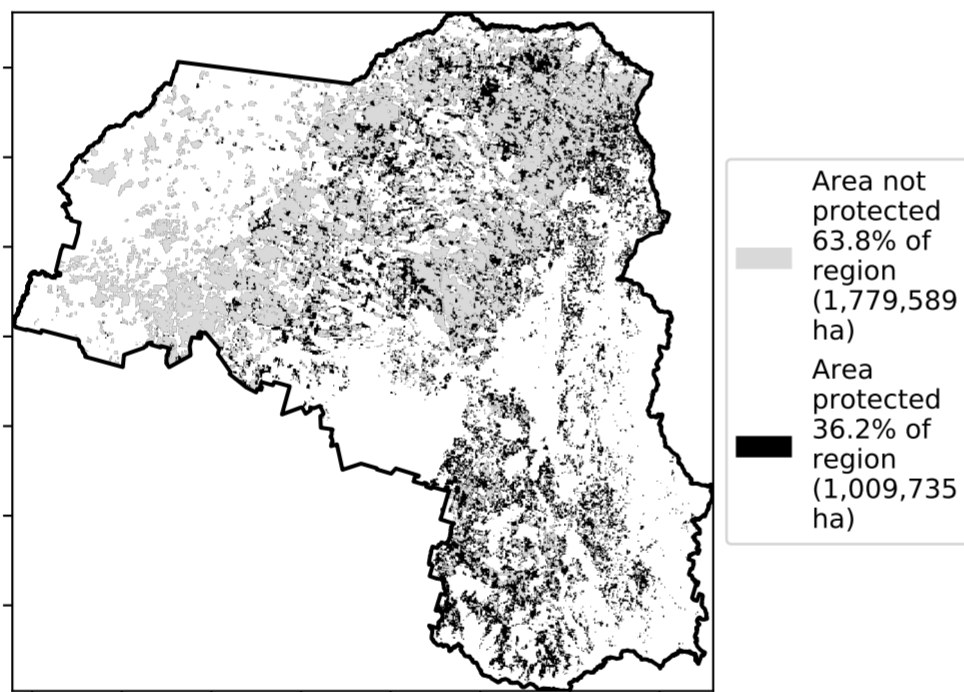 Area not
protected
63.8% of
region
(1,779,589
ha)
Area
protected
36.2% of
region
(1,009,735
ha)